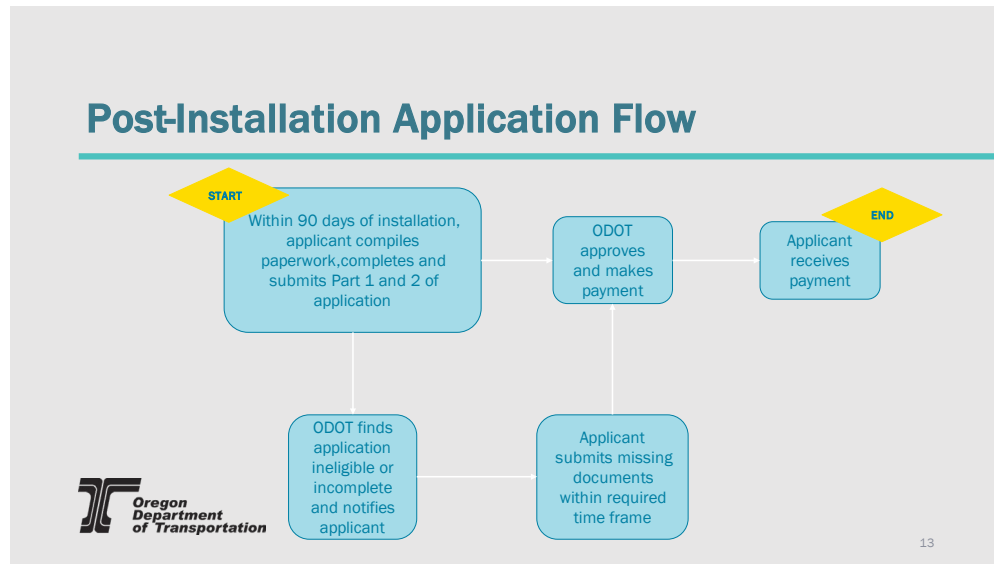 Post-Installation Application Flow
START
Within 90 days of installation,
applicant compiles
paperwork,completes and
submits Part 1 and 2 of
application
ODOT
approves
and makes
payment
END
Applicant
receives
payment
ODOT finds
application
ineligible or
incomplete
and notifies
applicant
Applicant
submits missing
documents
within required
time frame
Oregon
Department
of Transportation
13